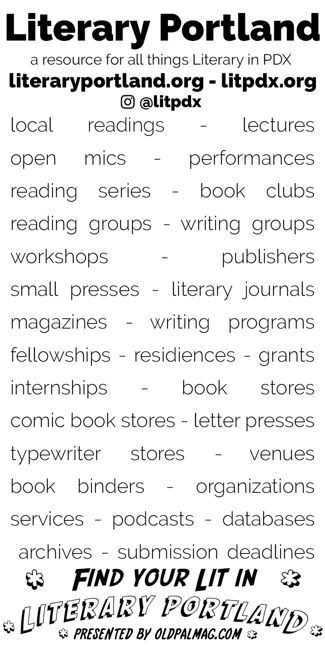 Literary Portland
a resource for all things Literary in PDX
literaryportland.org - litpdx.org
@litpdx
local readings - lectures
open mics - performances
reading series - book clubs
reading groups - writing groups
workshops - publishers
small presses - literary journals
magazines - writing programs
fellowships - residiences - grants
internships - book stores
comic book stores - letter presses
typewriter stores - venues
book binders - organizations
services - podcasts - databases
archives - submission deadlines
FIND YOUR LIT IN
LITERARY PORTLAND
PRESENTED BY OLDPALMAG.COM